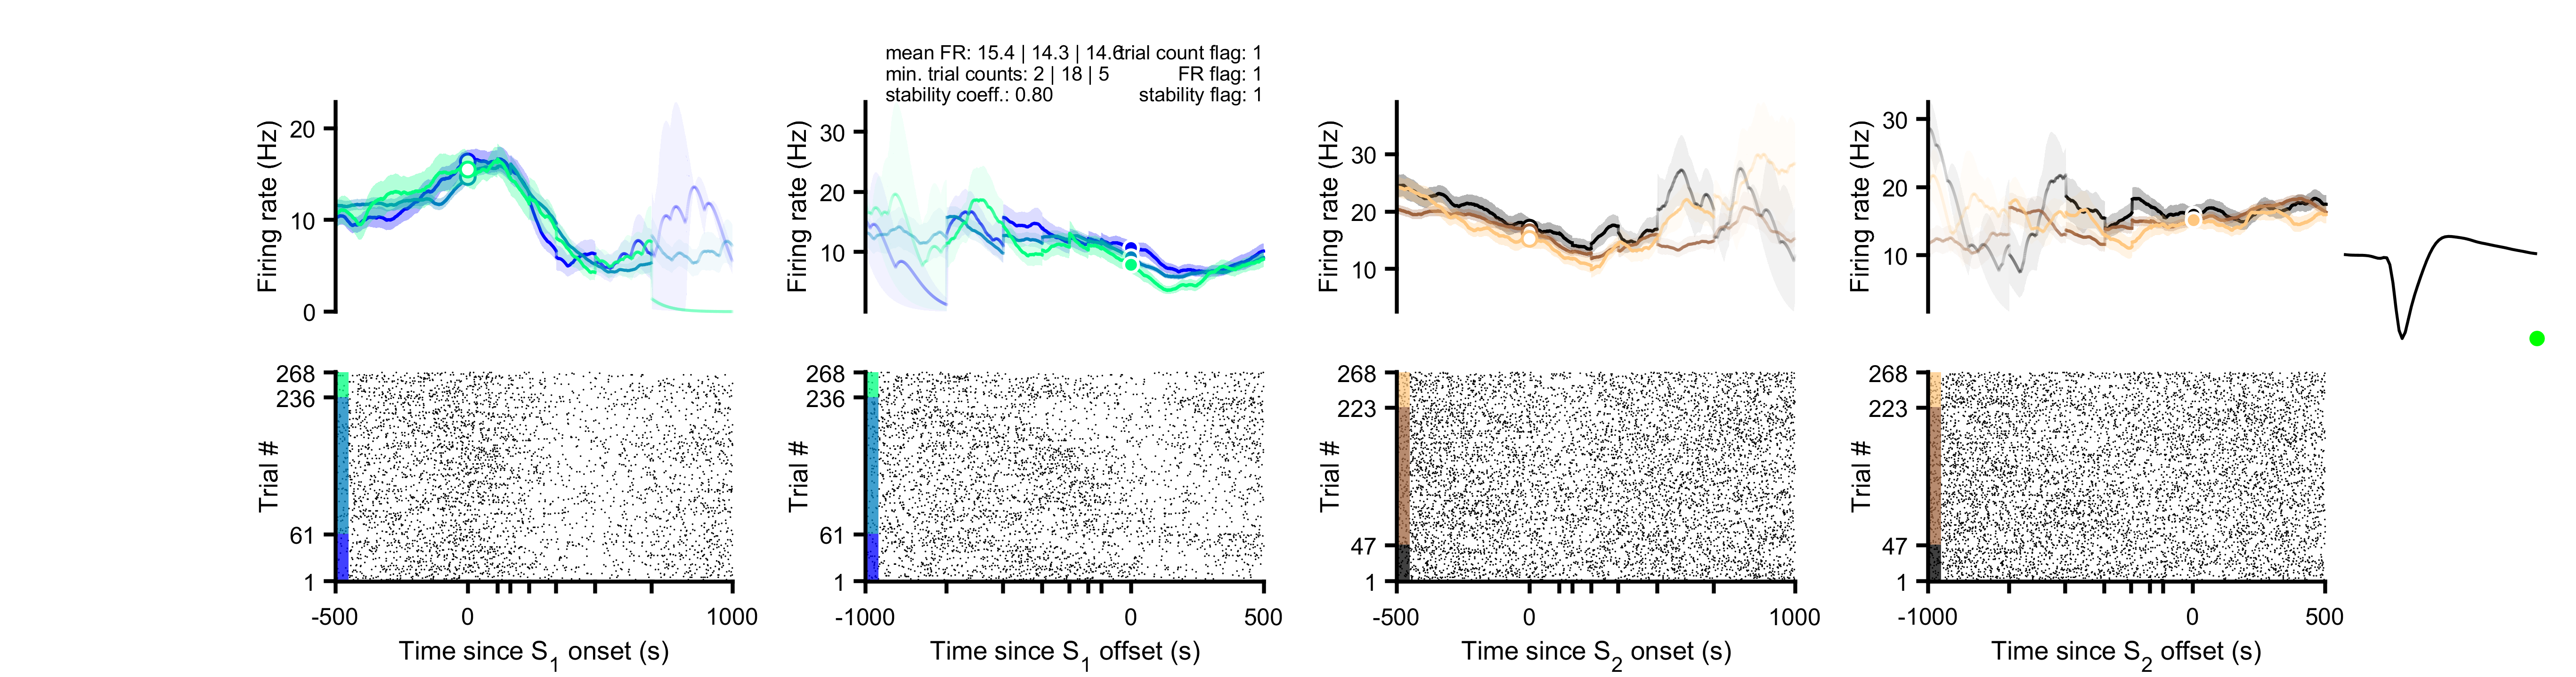 mean FR: 15.4 | 14.3 | 14.6
trial count flag: 1
min. trial counts: 2 | 18 | 5
FR flag: 1
stability coeff.: 0.80
stability flag: 1
Firing rate (Hz)
20
10
0
Firing rate (Hz)
30
20
10
Firing rate (Hz)
30
20
10
Firing rate (Hz)
30
20
10
Trial #
268
236
61
1
-500
0
1000
Time since S1 onset (s)
Trial #
268
236
61
1
-1000
0
500
Time since S1 offset (s)
Trial #
268
223
47
1
-500
0
1000
Time since S2 onset (s)
Trial #
268
223
47
1
-1000
0
500
Time since S2 offset (s)